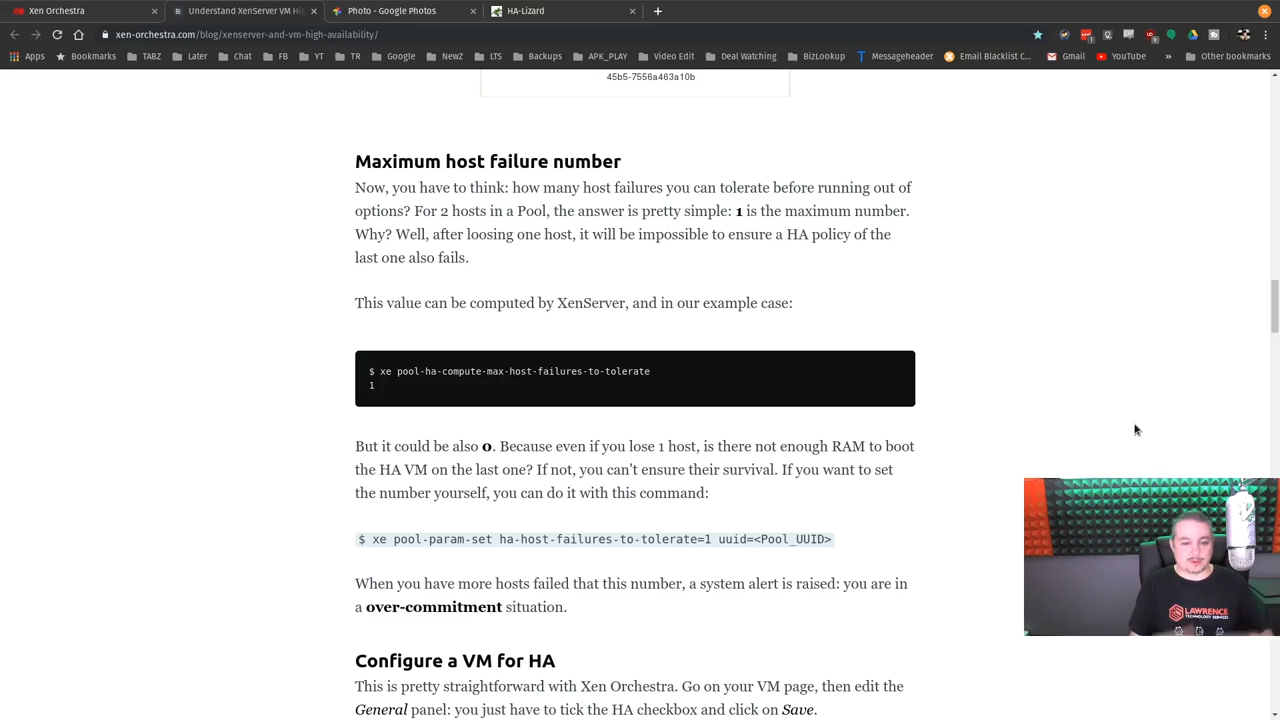 Xen Orchestra
Understand XenServer VM Hi
Photo - Google Photos
HA-Lizard
xen-orchestra.com/blog/xenserver-and-vm-high-availability/
Apps Bookmarks TABZ Later Chat FB YT TR Google NewZ LTS Backups APK_PLAY Video Edit Deal Watching BizLookup Messageheader Email Blacklist C... Gmail YouTube » Other bookmarks
45b5-7556a463a10b
Maximum host failure number
Now, you have to think: how many host failures you can tolerate before running out of
options? For 2 hosts in a Pool, the answer is pretty simple: 1 is the maximum number.
Why? Well, after loosing one host, it will be impossible to ensure a HA policy of the
last one also fails.
This value can be computed by XenServer, and in our example case:
$ xe pool-ha-compute-max-host-failures-to-tolerate
1
But it could be also 0. Because even if you lose 1 host, is there not enough RAM to boot
the HA VM on the last one? If not, you can't ensure their survival. If you want to set
the number yourself, you can do it with this command:
$ xe pool-param-set ha-host-failures-to-tolerate=1 uuid=<Pool_UUID>
When you have more hosts failed that this number, a system alert is raised: you are in
a over-commitment situation.
Configure a VM for HA
This is pretty straightforward with Xen Orchestra. Go on your VM page, then edit the
General panel: you just have to tick the HA checkbox and click on Save.
LAWRENCE
TECHNOLOGY SERVICES